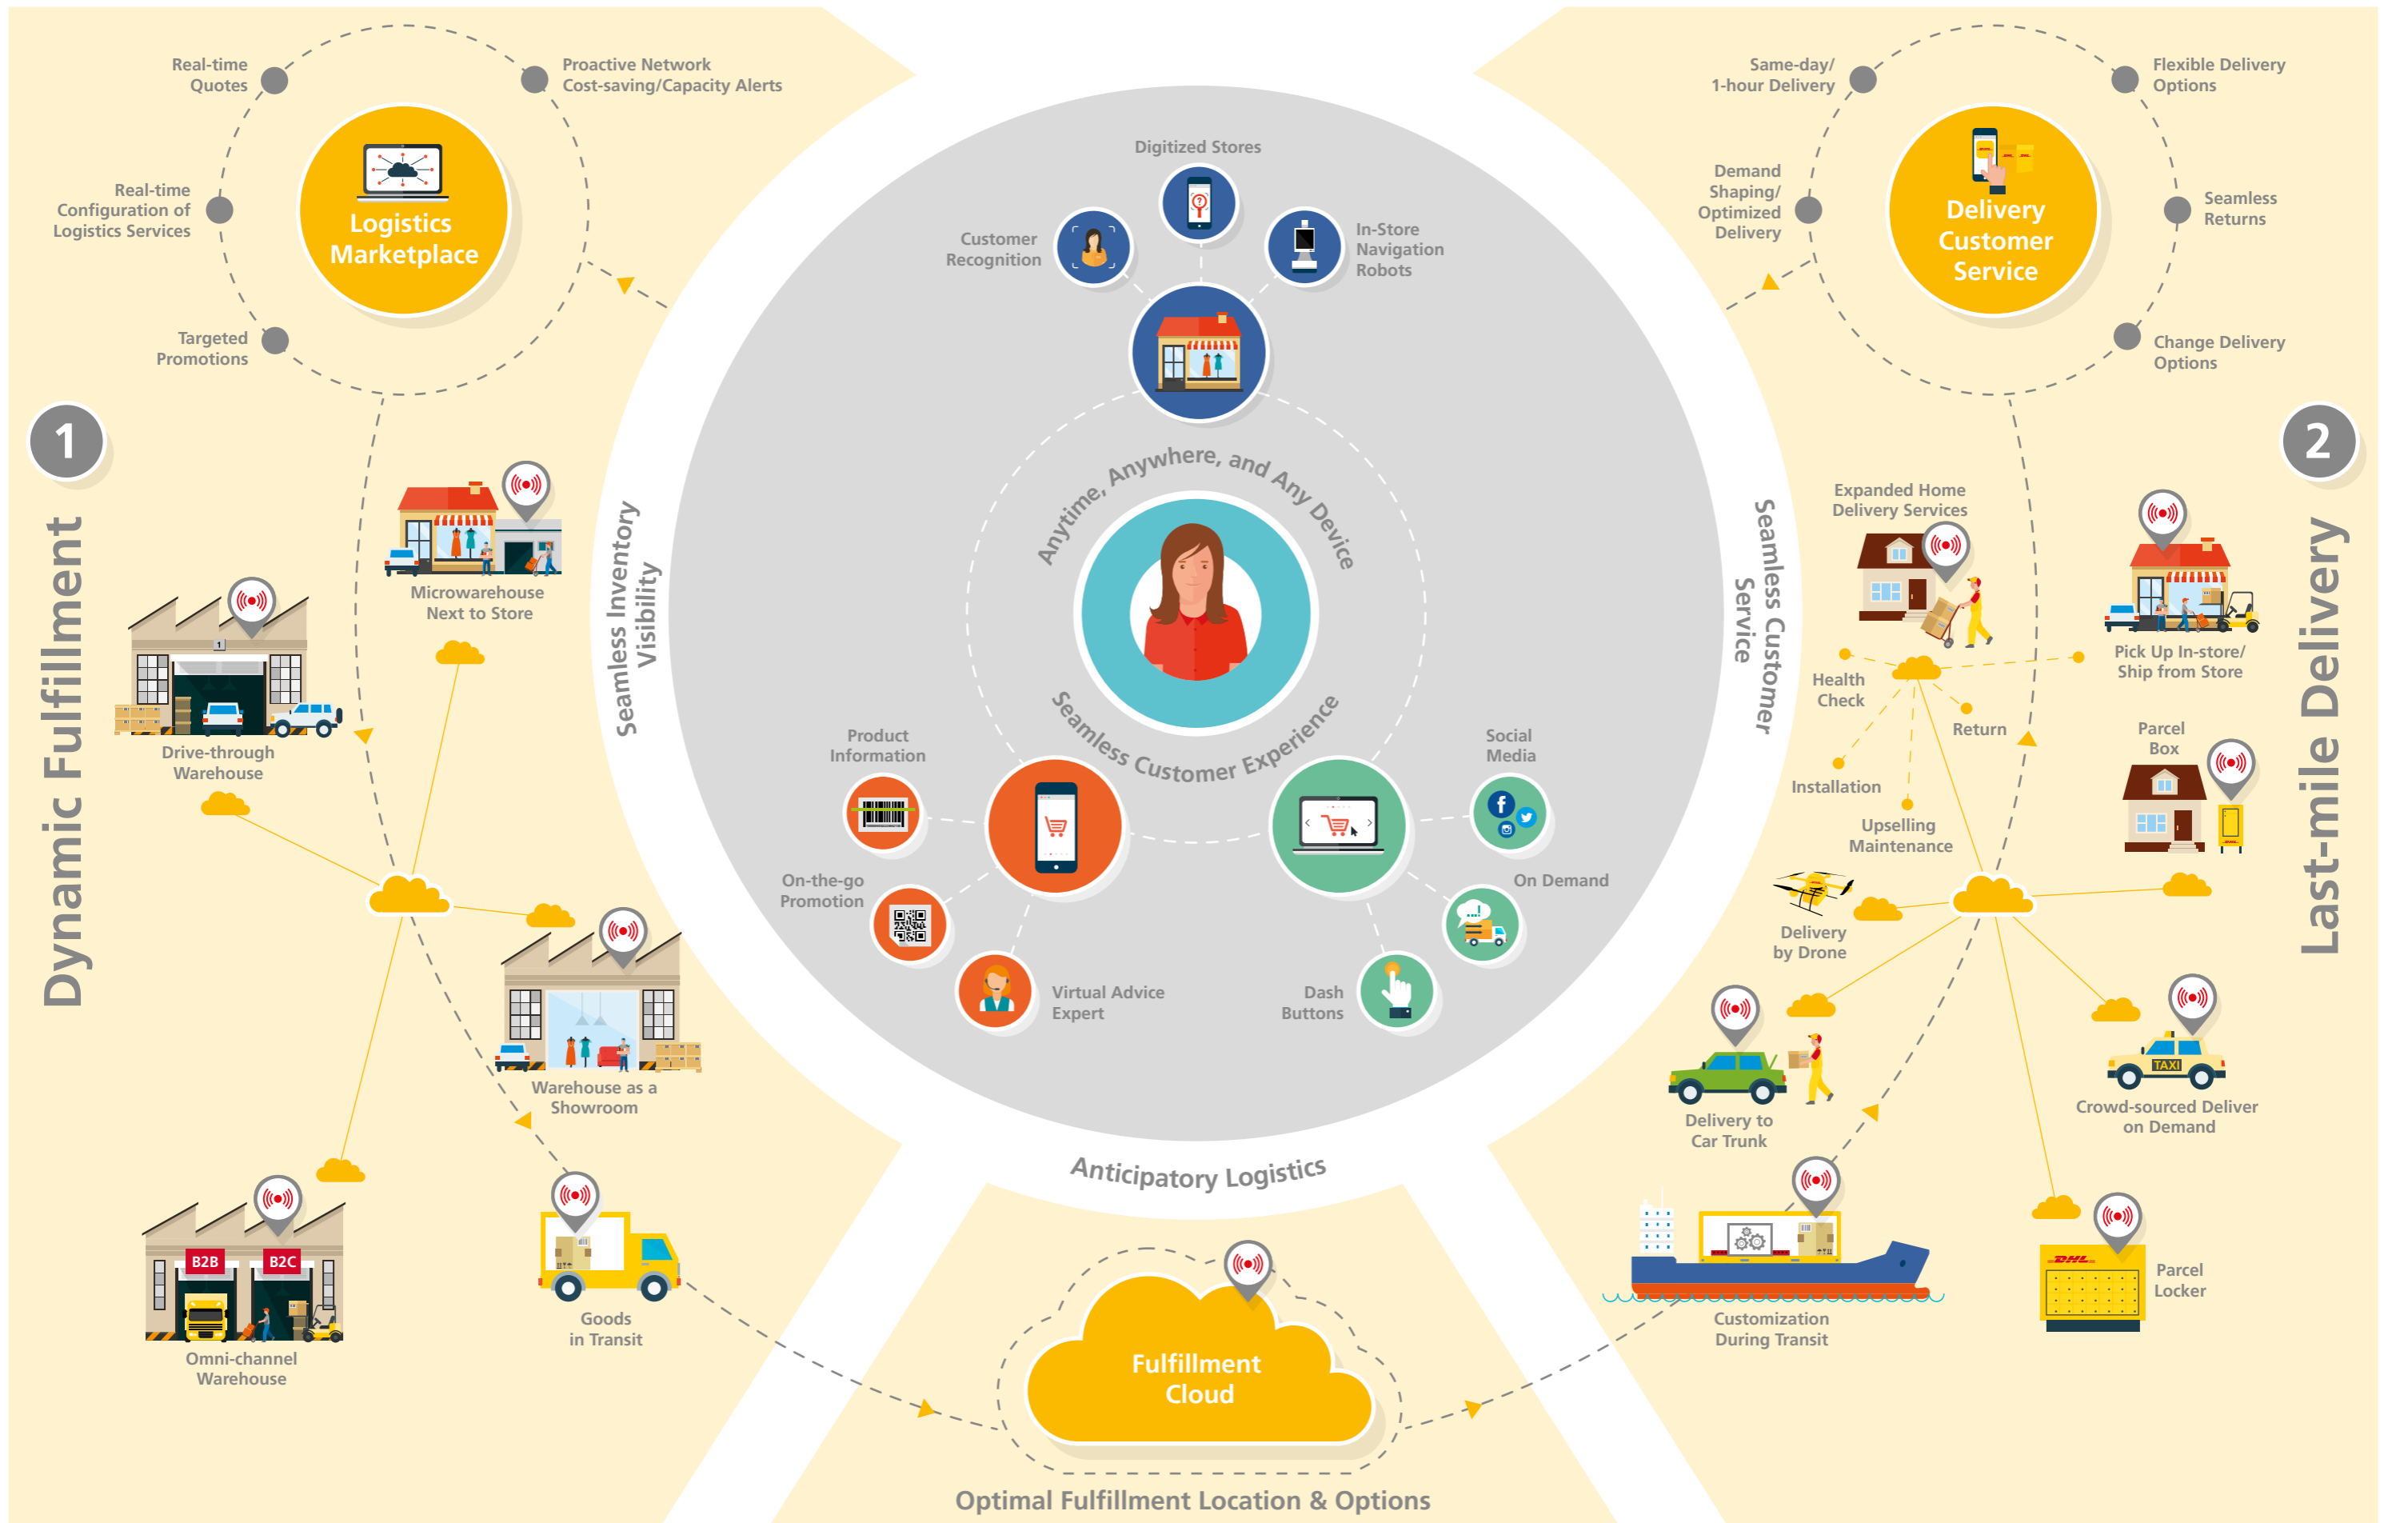 Real-time
Quotes
Proactive Network
Cost-saving/Capacity Alerts
Real-time
Configuration of
Logistics Services
Logistics
Marketplace
Targeted
Promotions
1
Dynamic Fulfillment
Microwarehouse
Next to Store
1
Drive-through
Warehouse
Warehouse as a
Showroom
B2B
B2C
Omni-channel
Warehouse
Goods
in Transit
Seamless Inventory
Visibility
Digitized Stores
Customer
Recognition
?
In-Store
Navigation
Robots
Anytime, Anywhere, and Any Device
Seamless Customer Experience
Product
Information
On-the-go
Promotion
Virtual Advice
Expert
Social
Media
f
On Demand
...!
Dash
Buttons
Seamless Customer
Service
Anticipatory Logistics
Fulfillment
Cloud
Optimal Fulfillment Location & Options
Same-day/
1-hour Delivery
Flexible Delivery
Options
Demand
Shaping/
Optimized
Delivery
Delivery
Customer
Service
Seamless
Returns
Change Delivery
Options
2
Last-mile Delivery
Expanded Home
Delivery Services
Pick Up In-store/
Ship from Store
Health
Check
Return
Installation
Upselling
Maintenance
Parcel
Box
Delivery
by Drone
Delivery to
Car Trunk
TAXI
Crowd-sourced Deliver
on Demand
Customization
During Transit
DHL
Parcel
Locker